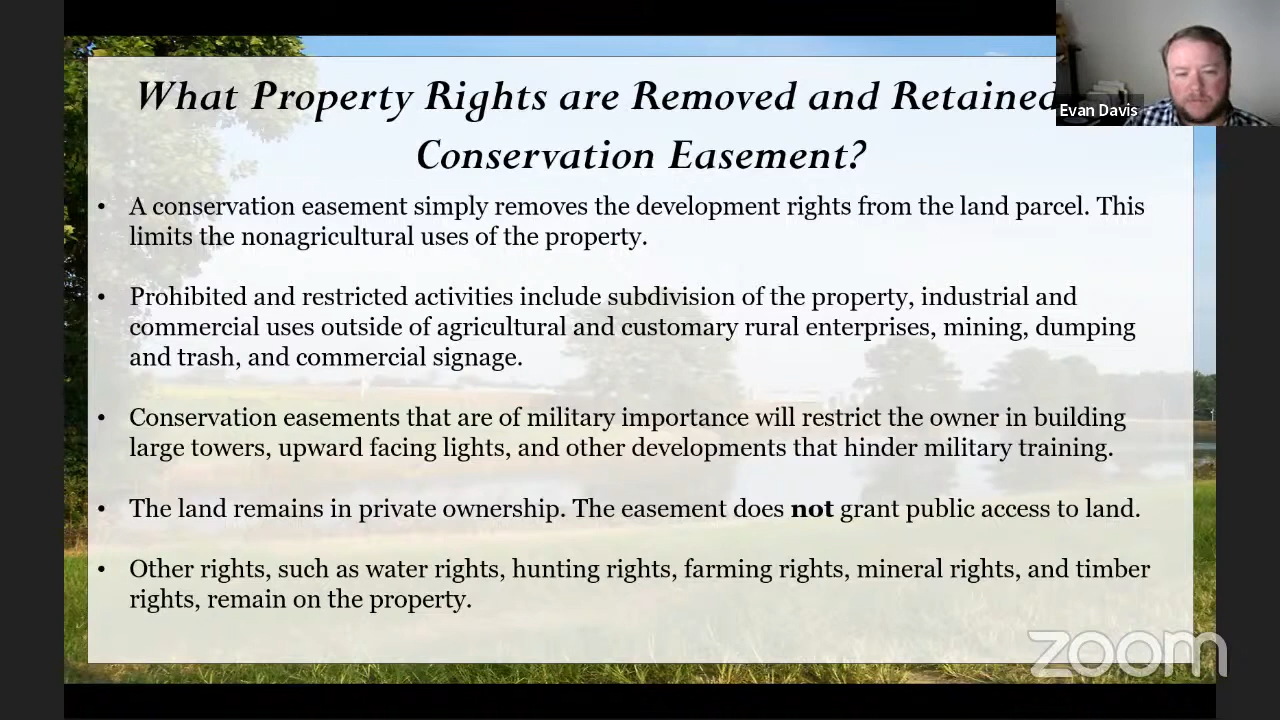 What Property Rights are Removed and Retained
Evan Davis
Conservation Easement?
• A conservation easement simply removes the development rights from the land parcel. This
limits the nonagricultural uses of the property.
• Prohibited and restricted activities include subdivision of the property, industrial and
commercial uses outside of agricultural and customary rural enterprises, mining, dumping
and trash, and commercial signage.
• Conservation easements that are of military importance will restrict the owner in building
large towers, upward facing lights, and other developments that hinder military training.
• The land remains in private ownership. The easement does not grant public access to land.
• Other rights, such as water rights, hunting rights, farming rights, mineral rights, and timber
rights, remain on the property.
zoom